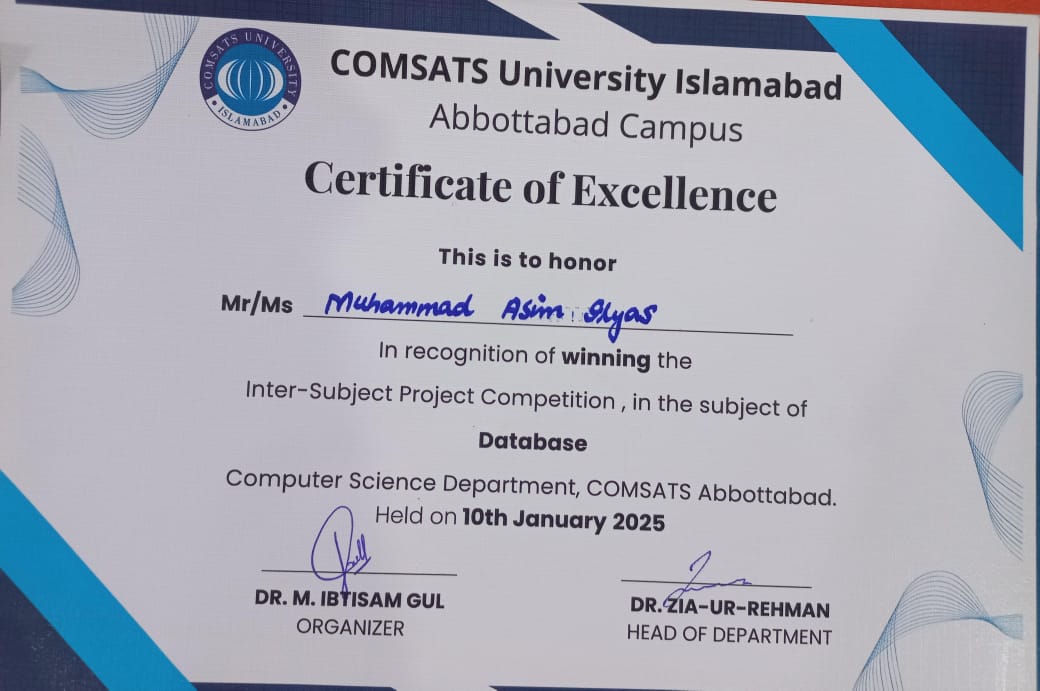 COMSATS UNIVERSITY
ISLAMABAD
COMSATS University Islamabad
Abbottabad Campus
Certificate of Excellence
This is to honor
Mr/Ms Muhammad Asim Ilyas
In recognition of winning the
Inter-Subject Project Competition , in the subject of
Database
Computer Science Department, COMSATS Abbottabad.
Held on 10th January 2025
DR. M. IBTISAM GUL
ORGANIZER
DR. ZIA-UR-REHMAN
HEAD OF DEPARTMENT